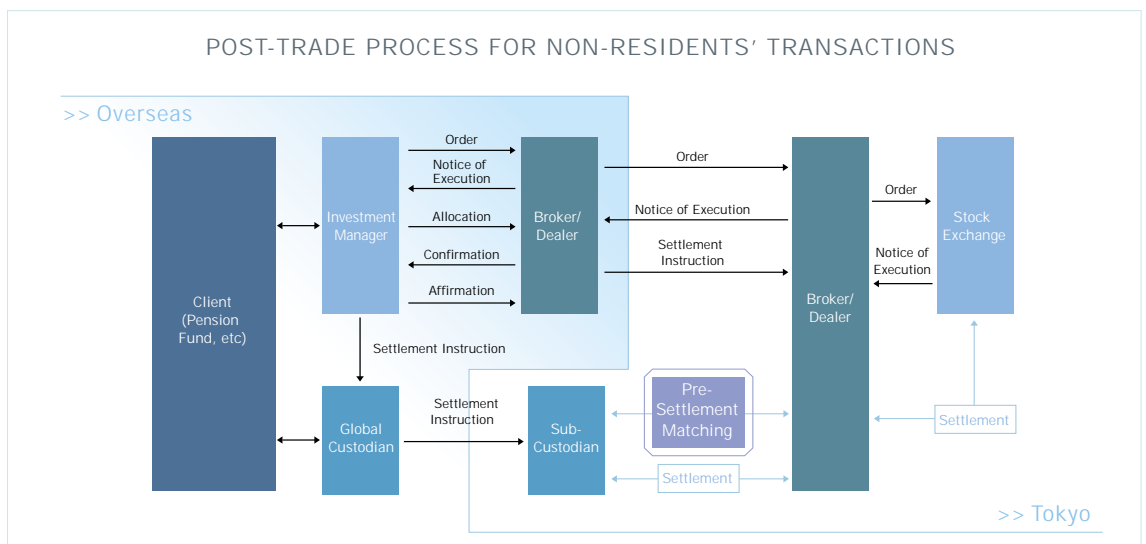 POST-TRADE PROCESS FOR NON-RESIDENTS’ TRANSACTIONS
>> Overseas
Client
(Pension
Fund, etc)
Investment
Manager
Order
Notice of
Execution
Allocation
Confirmation
Affirmation
Broker/
Dealer
Order
Notice of Execution
Settlement
Instruction
Broker/
Dealer
Order
Notice of
Execution
Stock
Exchange
Settlement Instruction
Global
Custodian
Settlement
Instruction
Sub-
Custodian
Pre-
Settlement
Matching
Settlement
Settlement
>> Tokyo